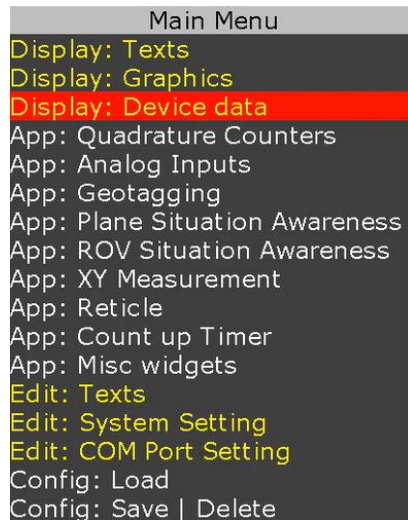 Main Menu
Display: Texts
Display: Graphics
Display: Device data
App: Quadrature Counters
App: Analog Inputs
App: Geotagging
App: Plane Situation Awareness
App: ROV Situation Awareness
App: XY Measurement
App: Reticle
App: Count up Timer
App: Misc widgets
Edit: Texts
Edit: System Setting
Edit: COM Port Setting
Config: Load
Config: Save | Delete